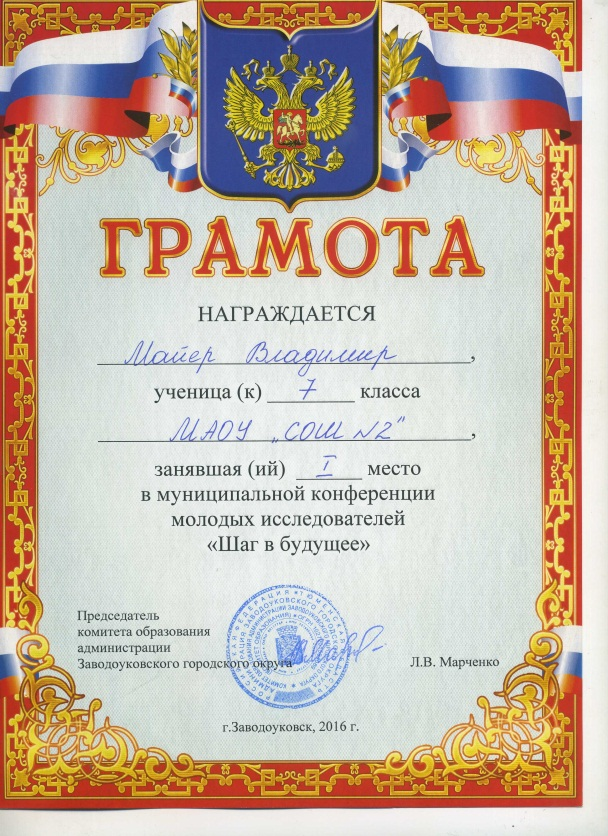 ГРАМОТА
НАГРАЖДАЕТСЯ
Майер Владимир,
ученица (к) 7 класса
МАОУ „СОШ №2",
занявшая (ий) I место
в муниципальной конференции
молодых исследователей
«Шаг в будущее»
Председатель
комитета образования
администрации
Заводоуковского городского округа
Л.В. Марченко
г.Заводоуковск, 2016 г.